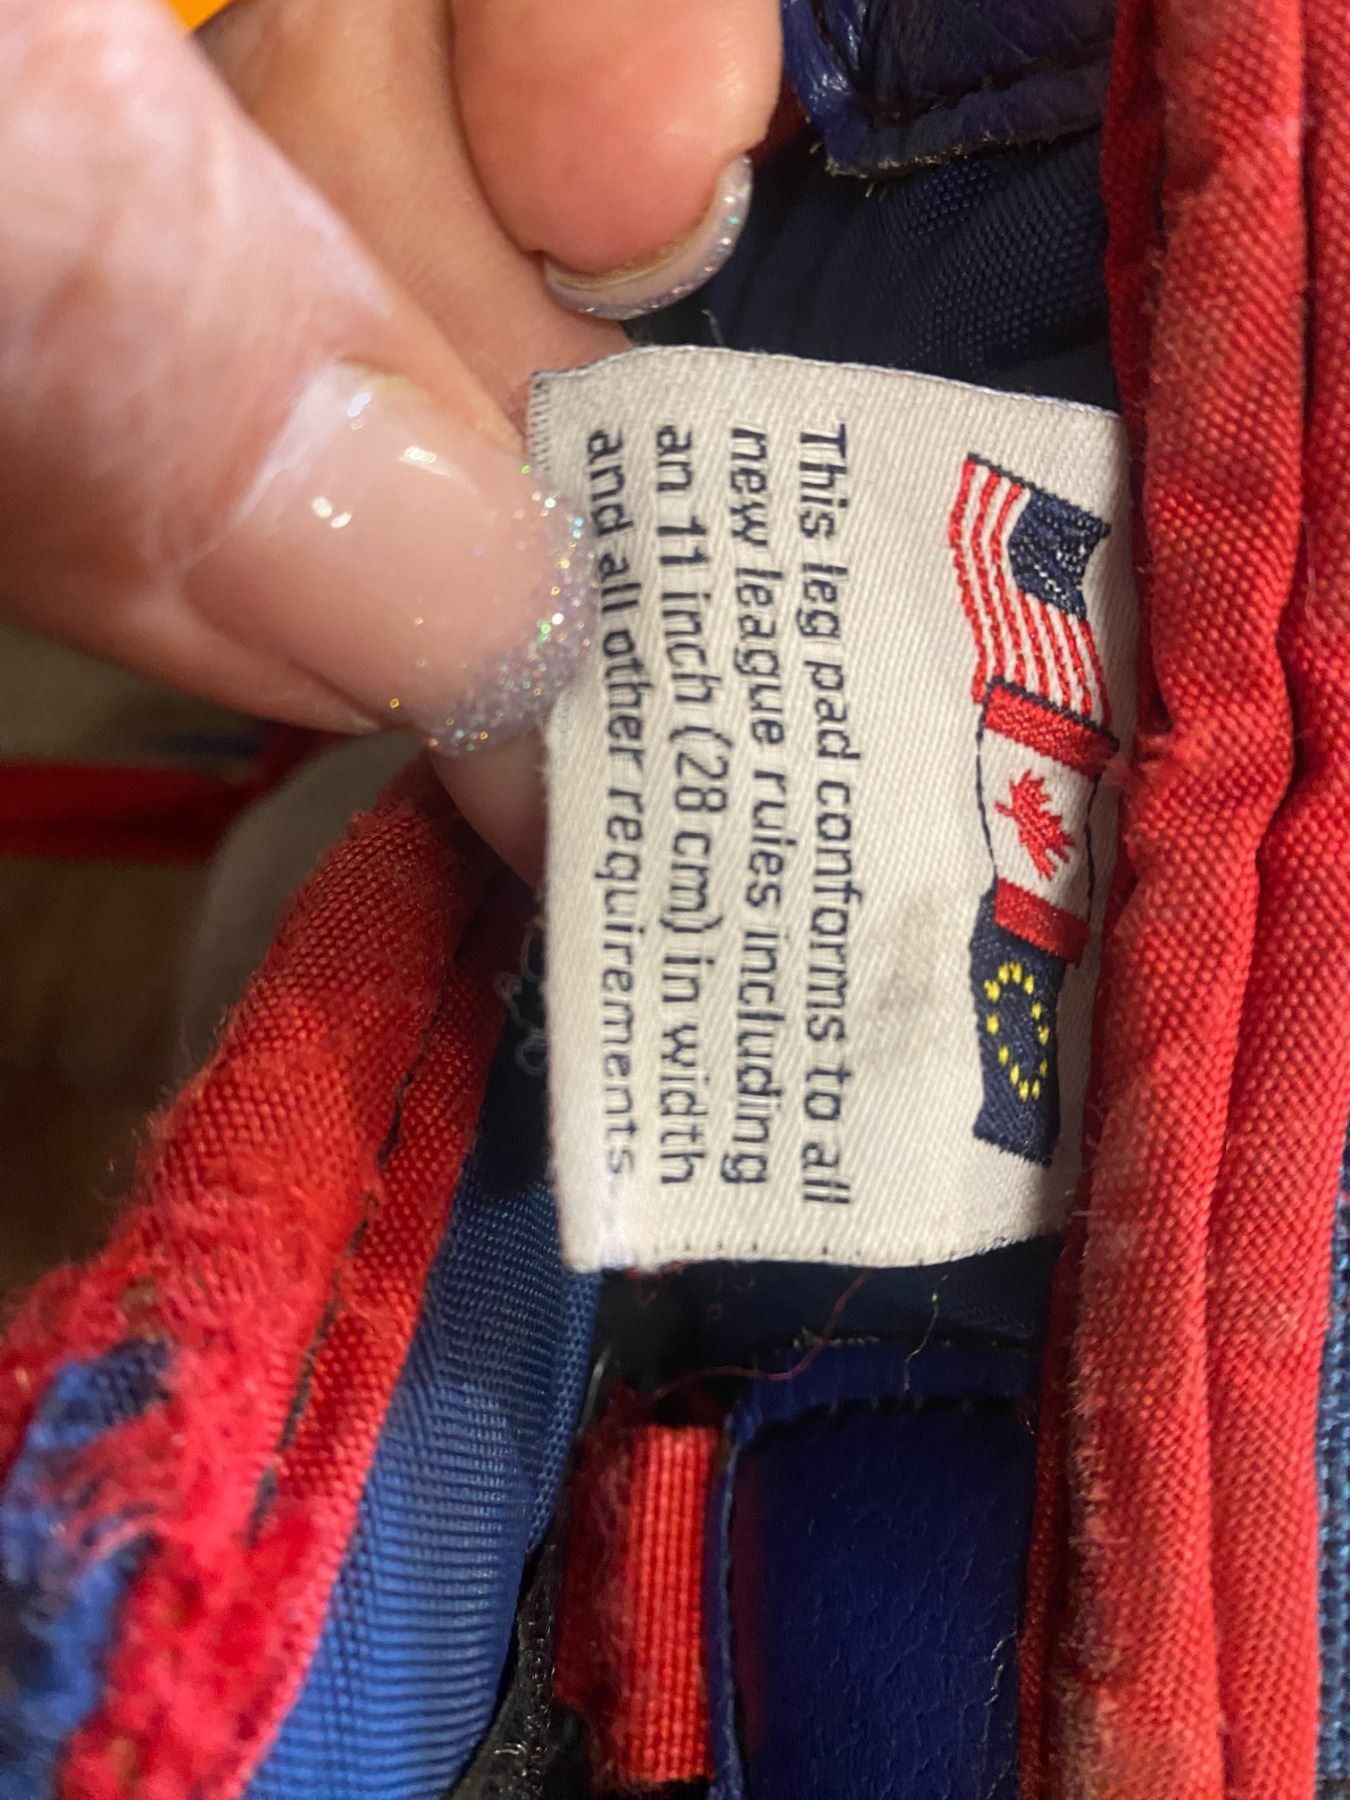 This leg pad conforms to all
new league rules including
an 11 inch (28 cm) in width
and all other requirements